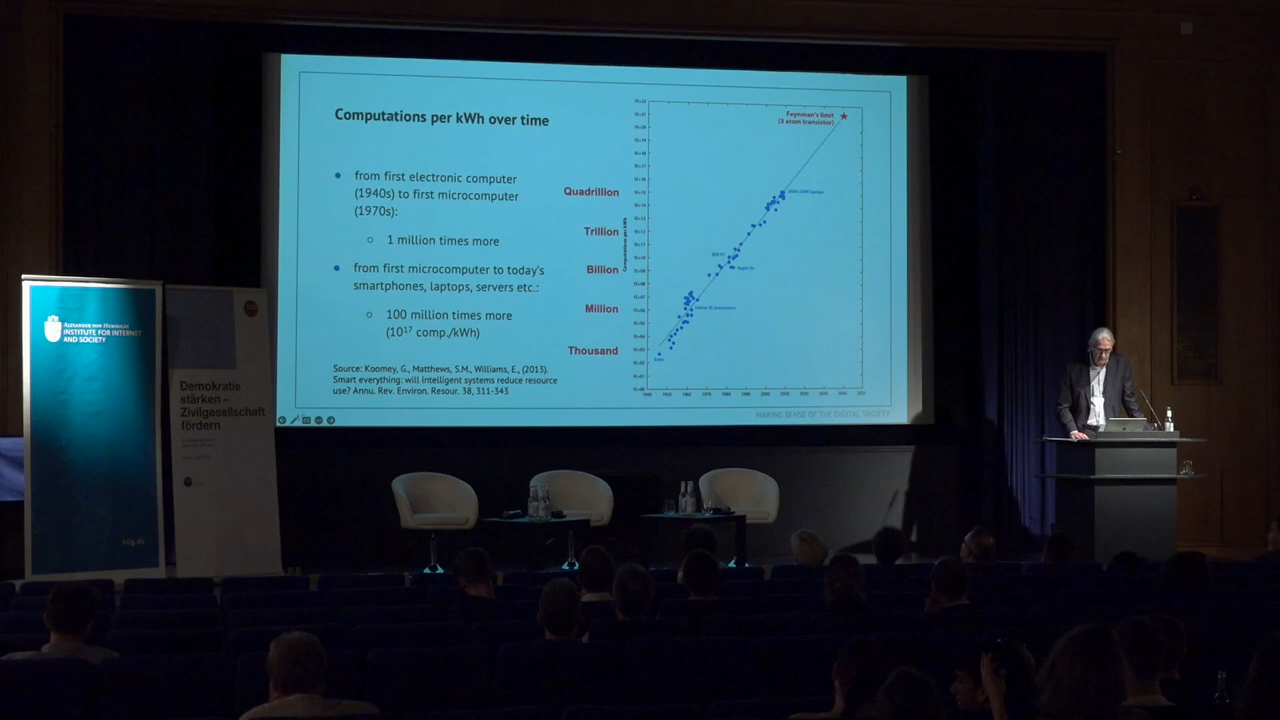 Computations per kWh over time
from first electronic computer
(1940s) to first microcomputer
(1970s):
1 million times more
from first microcomputer to today's
smartphones, laptops, servers etc.:
100 million times more
(10¹⁷ comp./kWh)
Source: Koomey, G., Matthews, S.M., Williams, E., (2013).
Smart everything: will intelligent systems reduce resource
use? Annu. Rev. Environ. Resour. 38, 311-343
Quadrillion
Trillion
Billion
Million
Thousand
Computations per kWh
Feynman's limit
(3 atom transistor)
MAKING SENSE OF THE DIGITAL SOCIETY
ALEXANDER VON HUMBOLDT
INSTITUTE FOR INTERNET
AND SOCIETY
hiig.de
Demokratie
stärken –
Zivilgesellschaft
fördern